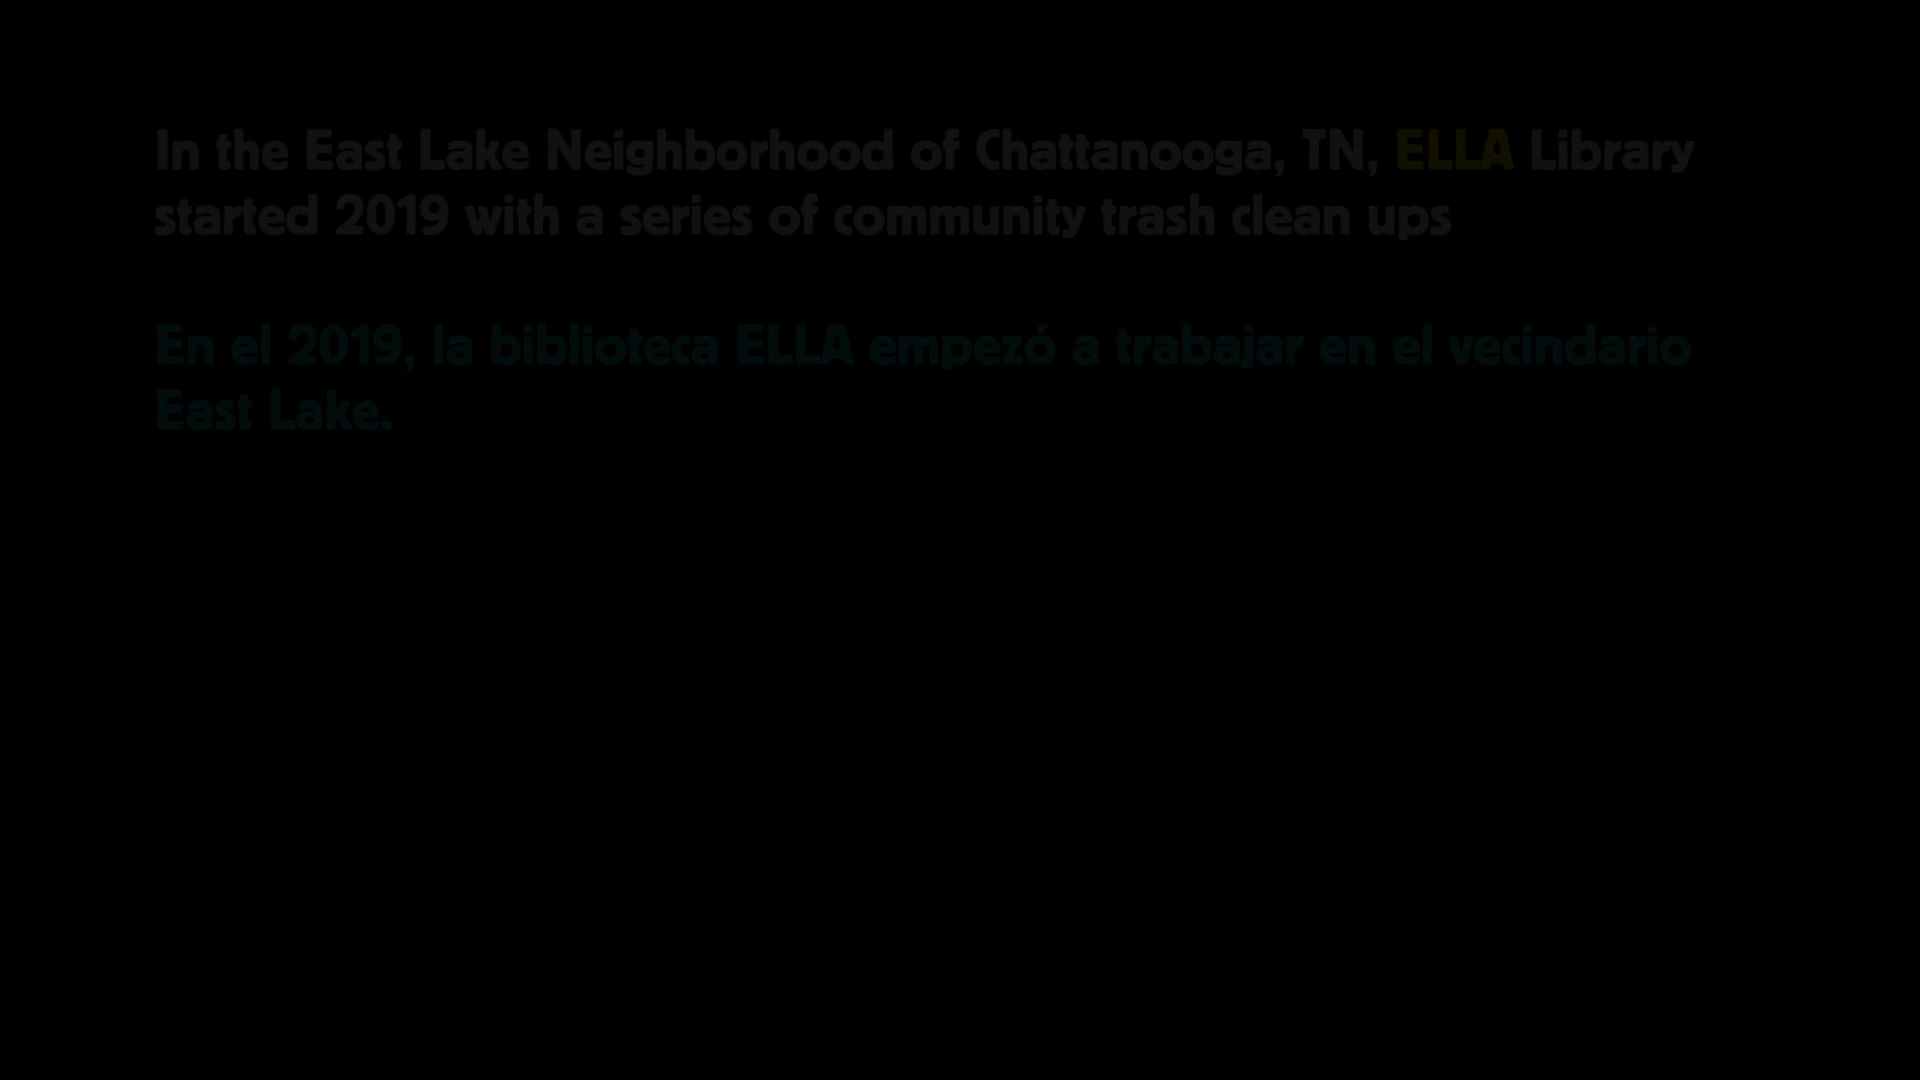 In the East Lake Neighborhood of Chattanooga, TN, ELLA Library
started 2019 with a series of community trash clean ups
En el 2019, la biblioteca ELLA empezó a trabajar en el vecindario
East Lake.